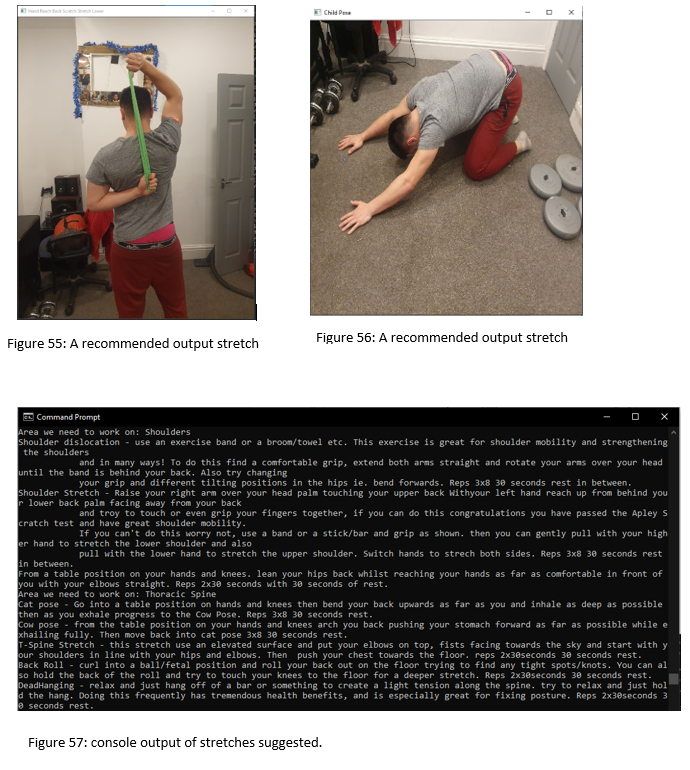 Hand Reach Back Scratch Stretch Lower
Child Pose
Figure 55: A recommended output stretch
Figure 56: A recommended output stretch
Command Prompt
Area we need to work on: Shoulders
Shoulder dislocation - use an exercise band or a broom/towel etc. This exercise is great for shoulder mobility and strengthening
the shoulders
and in many ways! To do this find a comfortable grip, extend both arms straight and rotate your arms over your head
until the band is behind your back. Also try changing
your grip and different tilting positions in the hips ie. bend forwards. Reps 3x8 30 seconds rest in between.
Shoulder Stretch - Raise your right arm over your head palm touching your upper back Withyour left hand reach up from behind you
r lower back palm facing away from your back
and troy to touch or even grip your fingers together, if you can do this congratulations you have passed the Apley S
cratch test and have great shoulder mobility.
If you can't do this worry not, use a band or a stick/bar and grip as shown. then you can gently pull with your high
er hand to stretch the lower shoulder and also
pull with the lower hand to stretch the upper shoulder. Switch hands to strech both sides. Reps 3x8 30 seconds rest
in between.
From a table position on your hands and knees. lean your hips back whilst reaching your hands as far as comfortable in front of
you with your elbows straight. Reps 2x30 seconds with 30 seconds of rest.
Area we need to work on: Thoracic Spine
Cat pose - Go into a table position on hands and knees then bend your back upwards as far as you and inhale as deep as possible
then as you exhale progress to the Cow Pose. Reps 3x8 30 seconds rest.
Cow pose - from the table position on your hands and knees arch you back pushing your stomach forward as far as possible while e
xhailing fully. Then move back into cat pose 3x8 30 seconds rest.
T-Spine Stretch - this stretch use an elevated surface and put your elbows on top, fists facing towards the sky and start with y
our shoulders in line with your hips and elbows. Then  push your chest towards the floor. reps 2x30seconds 30 seconds rest.
Back Roll - curl into a ball/fetal position and roll your back out on the floor trying to find any tight spots/knots. You can al
so hold the back of the roll and try to touch your knees to the floor for a deeper stretch. Reps 2x30seconds 30 seconds rest.
DeadHanging - relax and just hang off of a bar or something to create a light tension along the spine. try to relax and just hol
d the hang. Doing this frequently has tremendous health benefits, and is especially great for fixing posture. Reps 2x30seconds 3
0 seconds rest.
Figure 57: console output of stretches suggested.